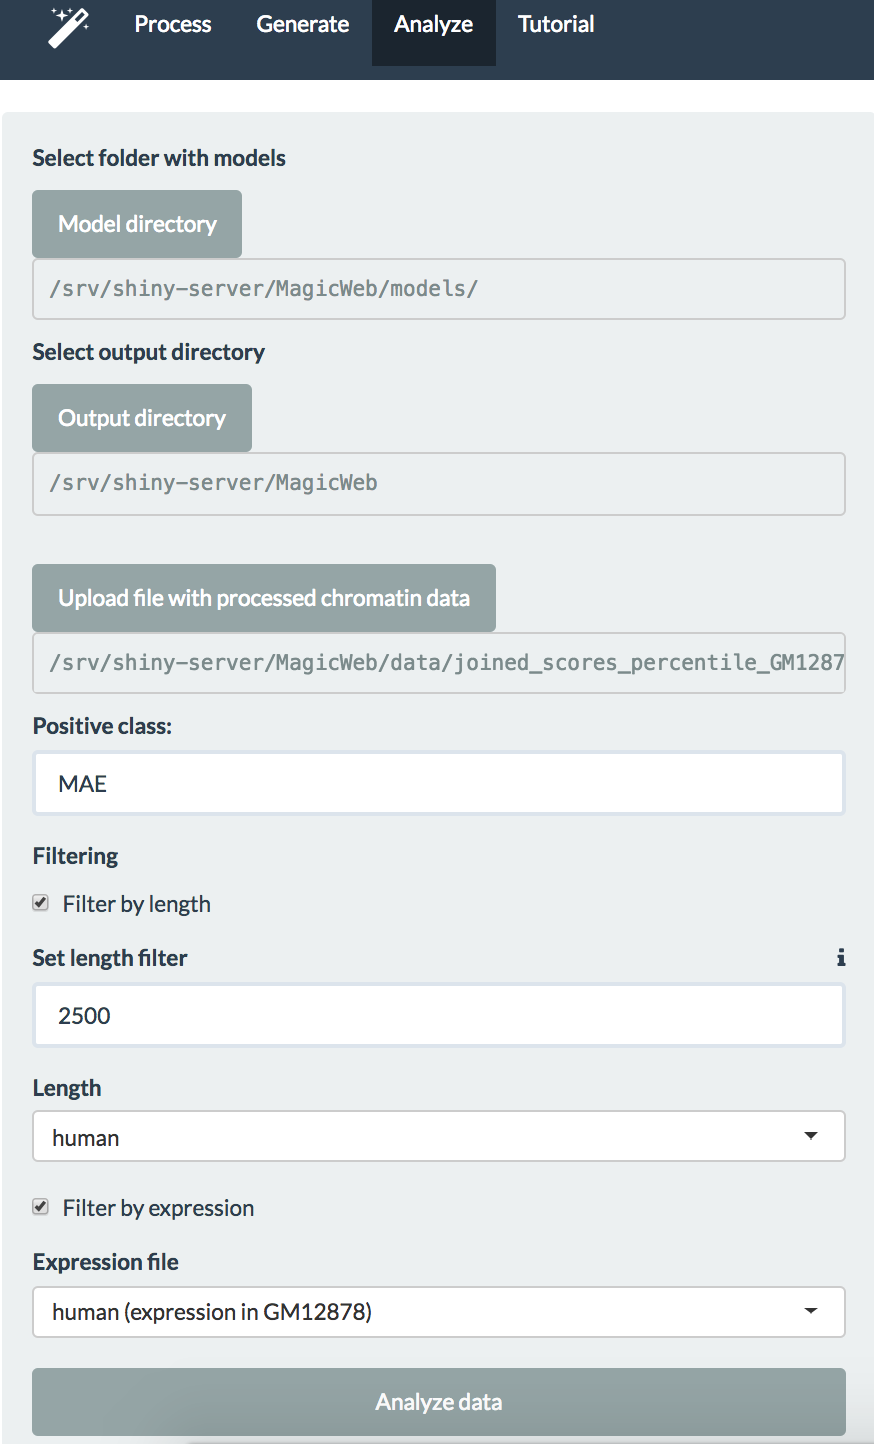 Process Generate Analyze Tutorial
Select folder with models
Model directory
/srv/shiny-server/MagicWeb/models/
Select output directory
Output directory
/srv/shiny-server/MagicWeb
Upload file with processed chromatin data
/srv/shiny-server/MagicWeb/data/joined_scores_percentile_GM1287
Positive class:
MAE
Filtering
Filter by length
Set length filter
2500
Length
human
Filter by expression
Expression file
human (expression in GM12878)
Analyze data